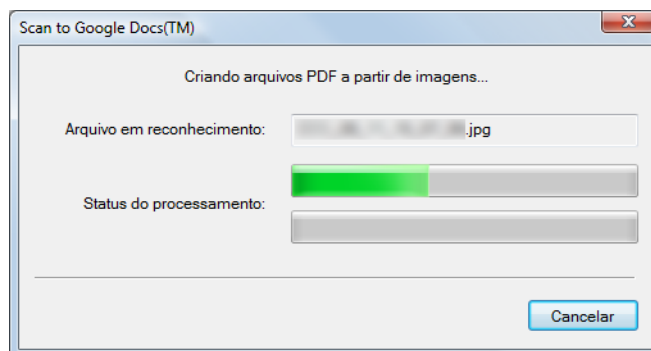 Scan to Google Docs(TM)
Criando arquivos PDF a partir de imagens...
Arquivo em reconhecimento:
.jpg
Status do processamento:
Cancelar